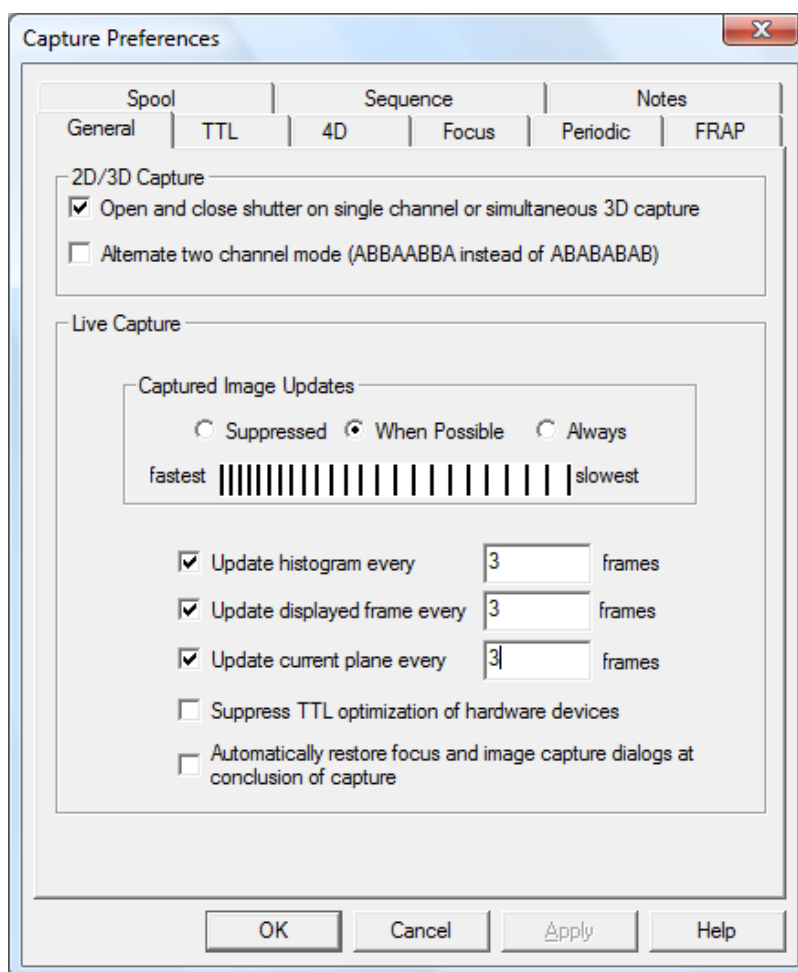 Capture Preferences
Spool Sequence Notes
General TTL 4D Focus Periodic FRAP
2D/3D Capture
Open and close shutter on single channel or simultaneous 3D capture
Alternate two channel mode (ABBAABBA instead of ABABABAB)
Live Capture
Captured Image Updates
Suppressed When Possible Always
fastest slowest
Update histogram every 3 frames
Update displayed frame every 3 frames
Update current plane every 3 frames
Suppress TTL optimization of hardware devices
Automatically restore focus and image capture dialogs at
conclusion of capture
OK Cancel Apply Help